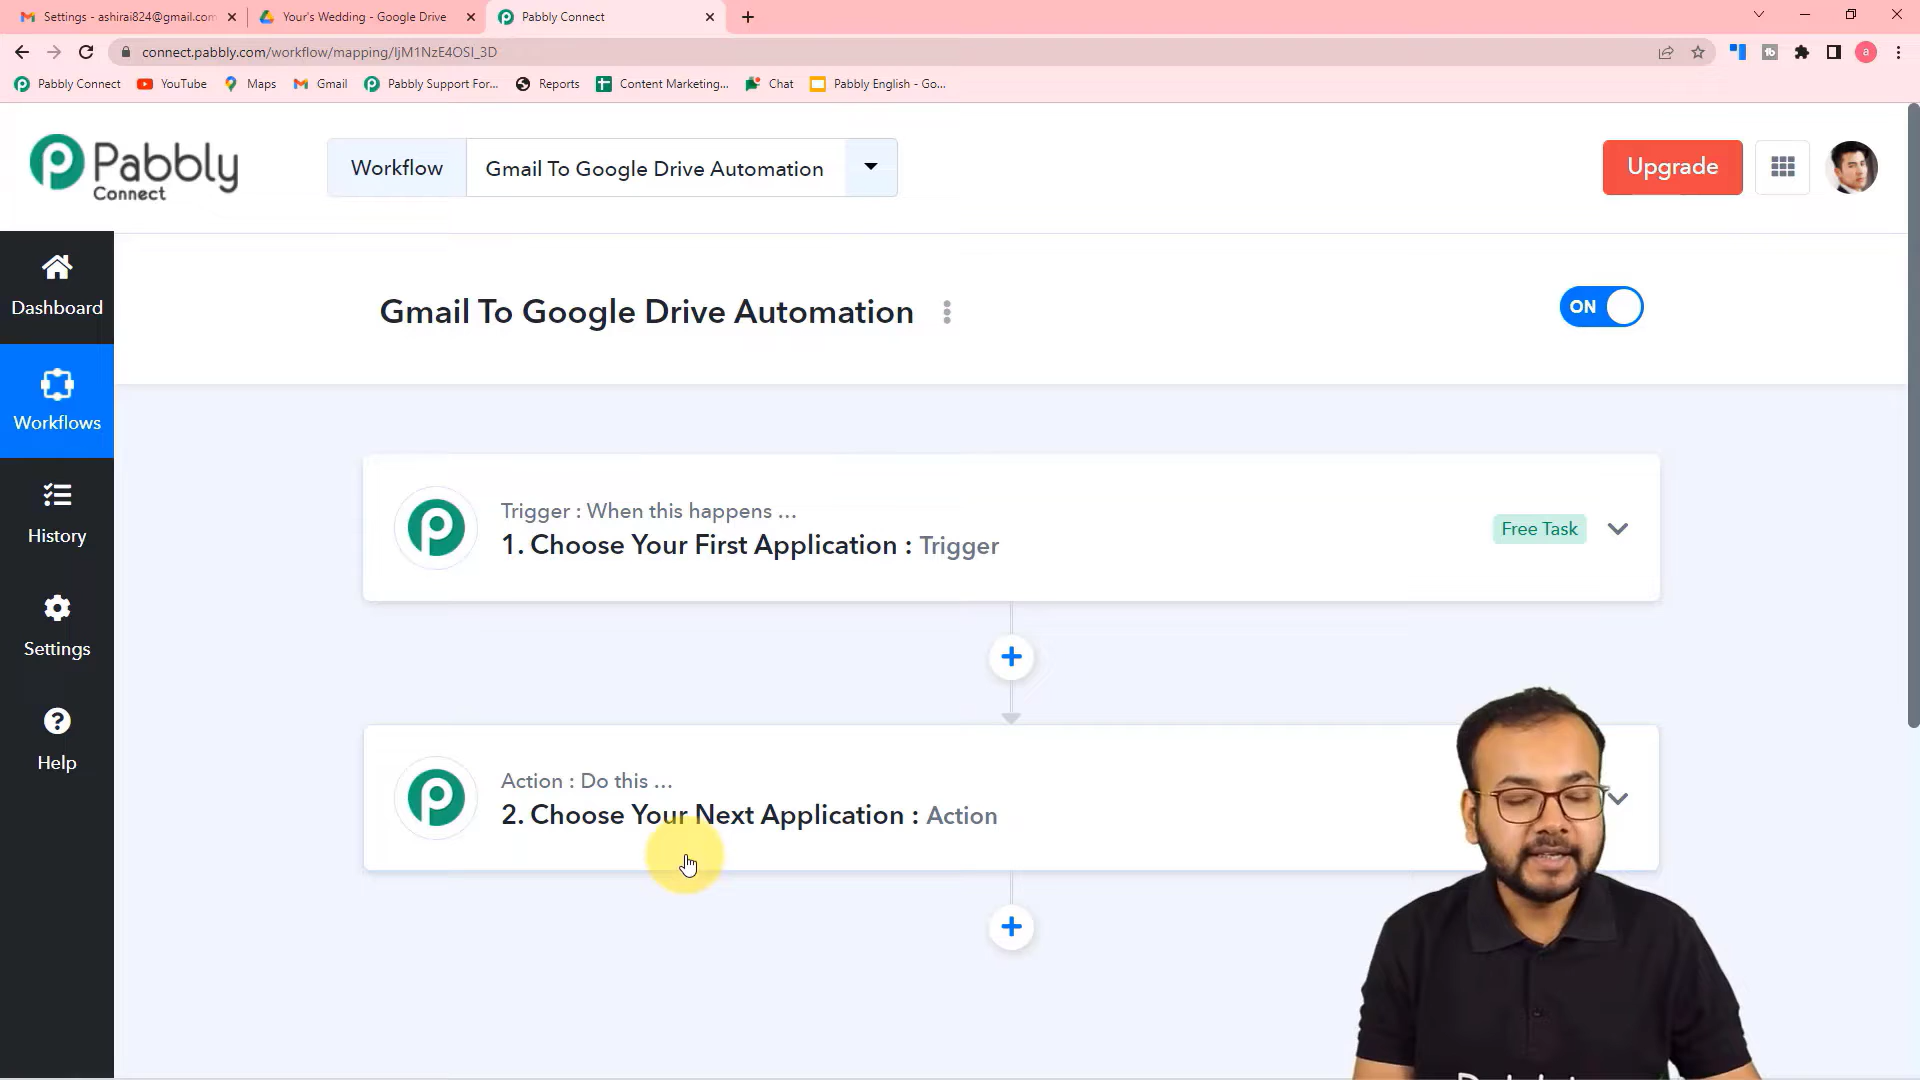 Settings - ashirai824@gmail.com
Your's Wedding - Google Drive
Pabbly Connect
connect.pabbly.com/workflow/mapping/IjM1NzE4OSI_3D
a
Pabbly Connect
YouTube
Maps
Gmail
Pabbly Support For...
Reports
Content Marketing...
Chat
Pabbly English - Go...
Pabbly
Connect
Workflow
Gmail To Google Drive Automation
Upgrade
Dashboard
Workflows
History
Settings
Help
Gmail To Google Drive Automation
ON
Trigger : When this happens ...
1. Choose Your First Application : Trigger
Free Task
Action : Do this ...
2. Choose Your Next Application : Action